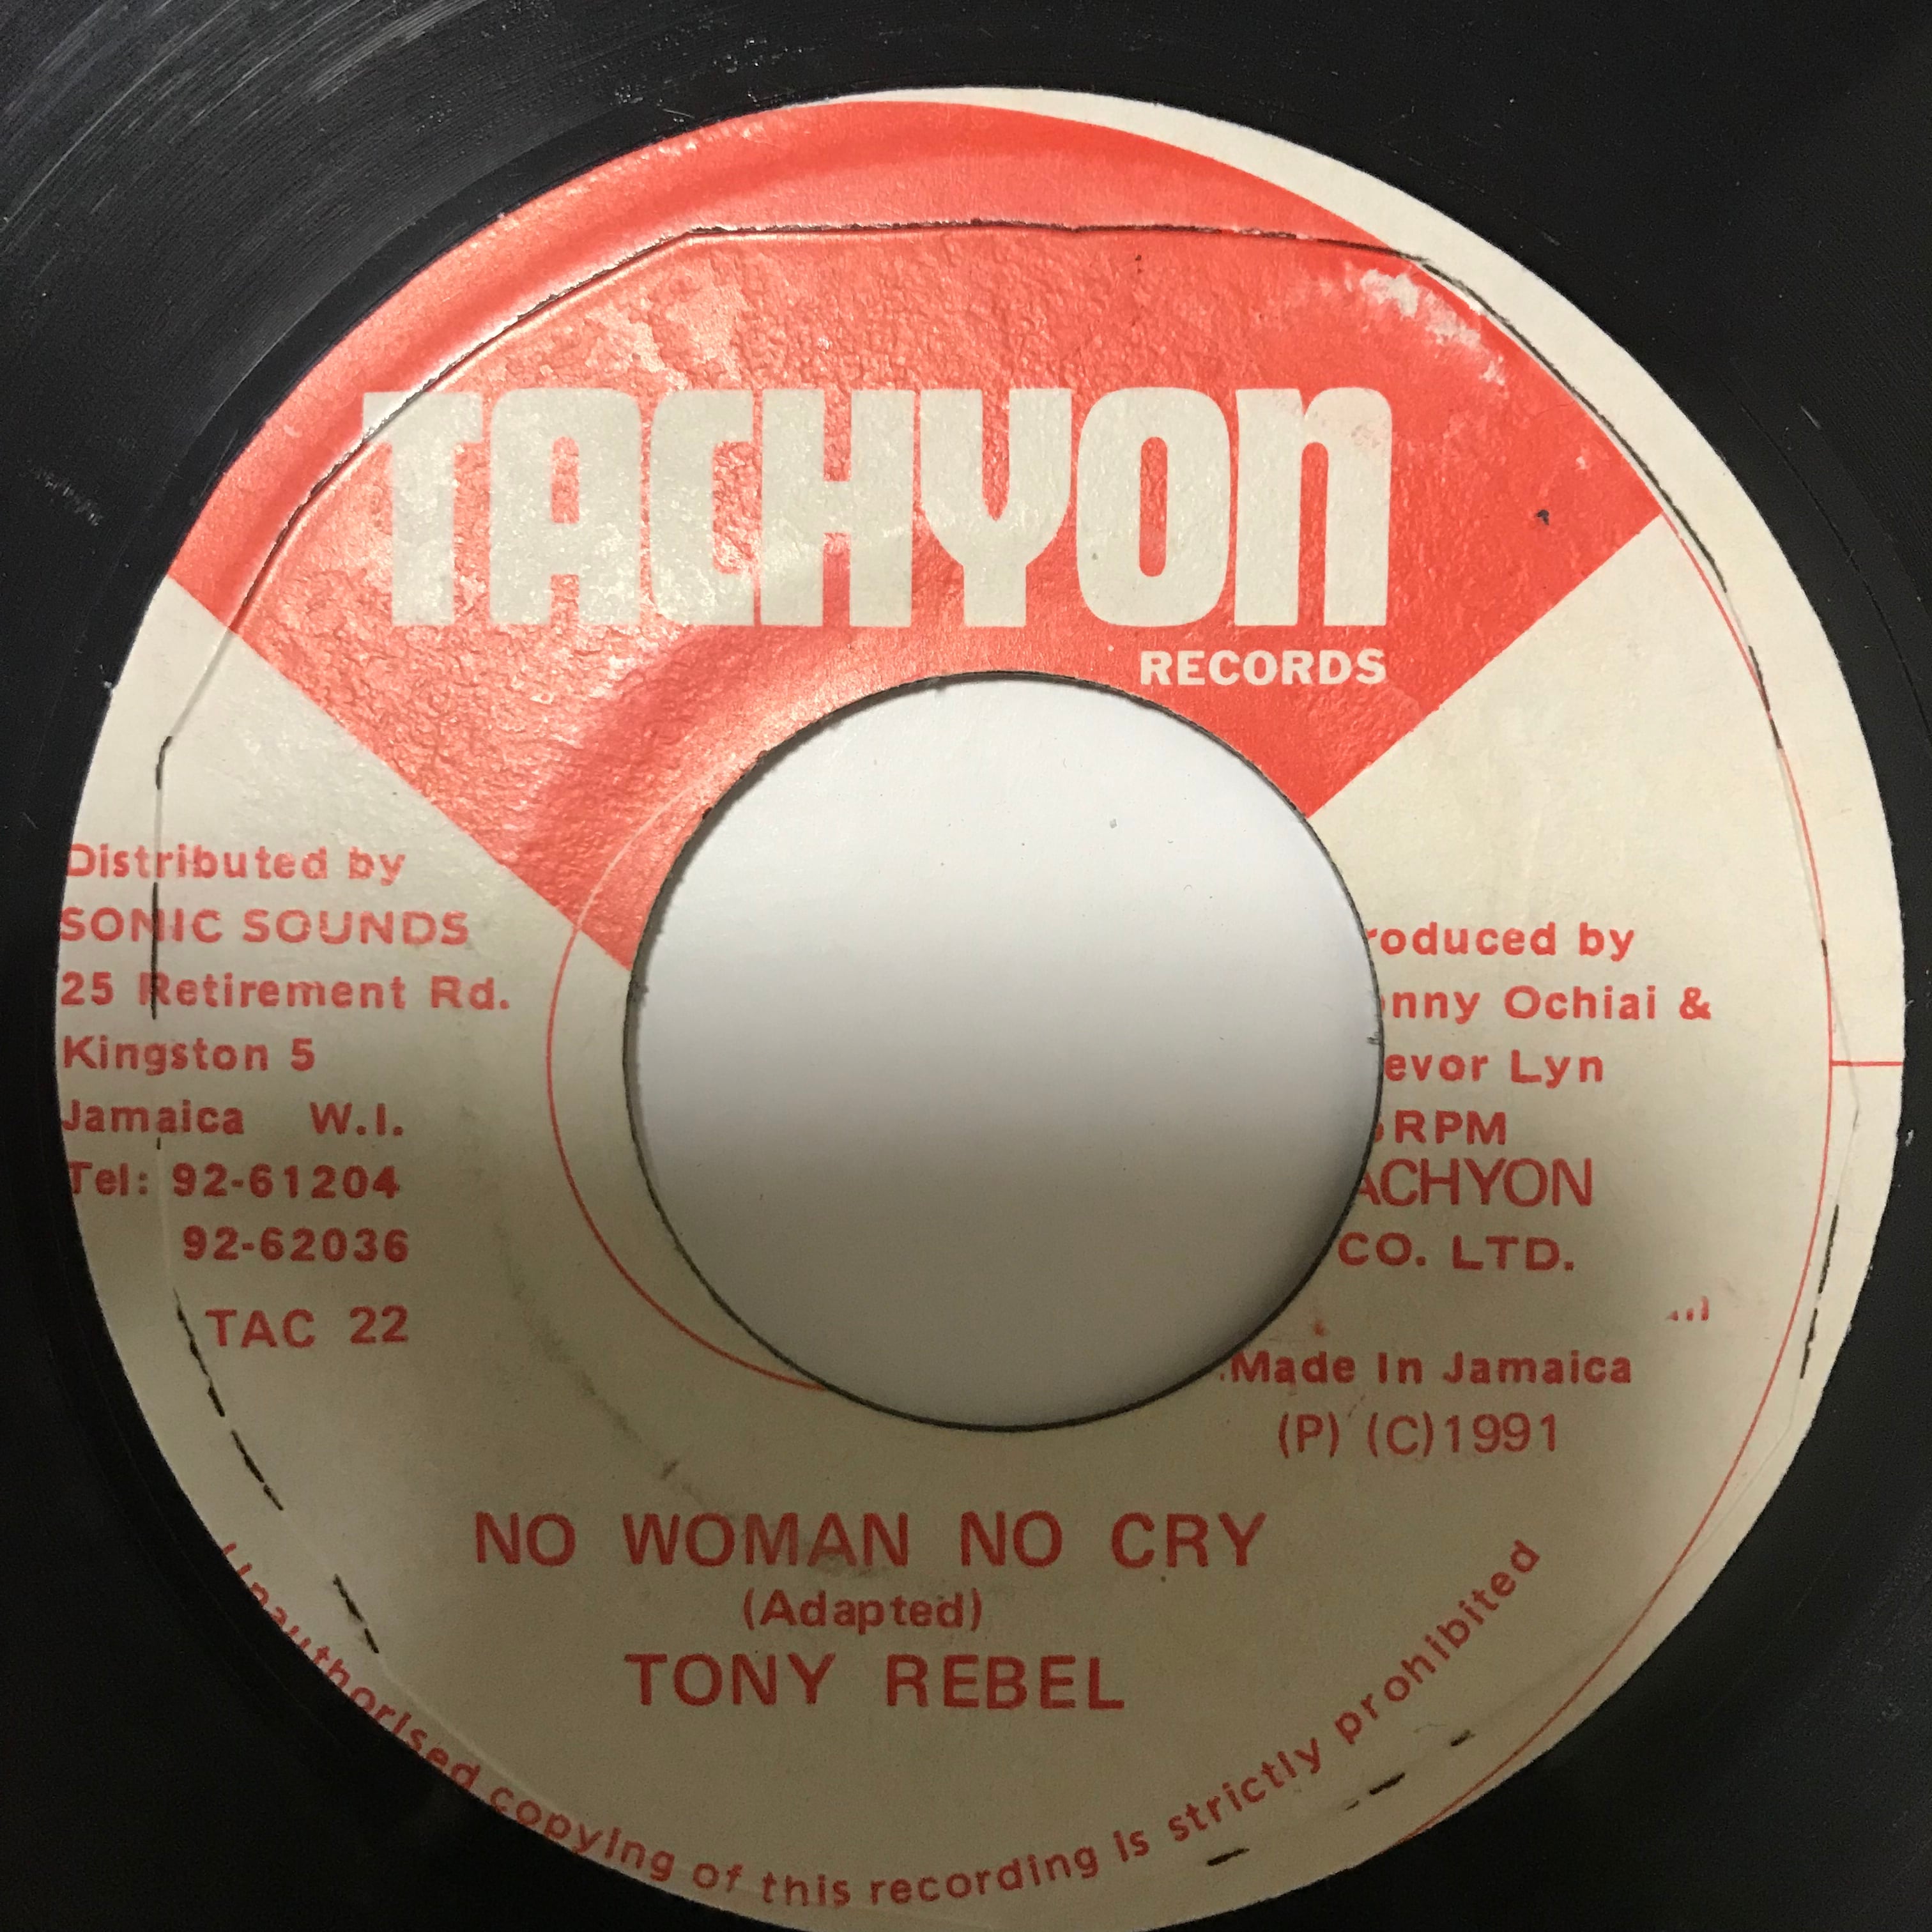 TACHYON
RECORDS
Distributed by
SONIC SOUNDS
25 Retirement Rd.
Kingston 5
Jamaica W.I.
Tel: 92-61204
92-62036
TAC 22
roduced by
onny Ochiai &
evor Lyn
RPM
ACHYON
CO. LTD.
Made In Jamaica
(P) (C)1991
NO WOMAN NO CRY
(Adapted)
TONY REBEL
Unauthorised copying of this recording is strictly prohibited